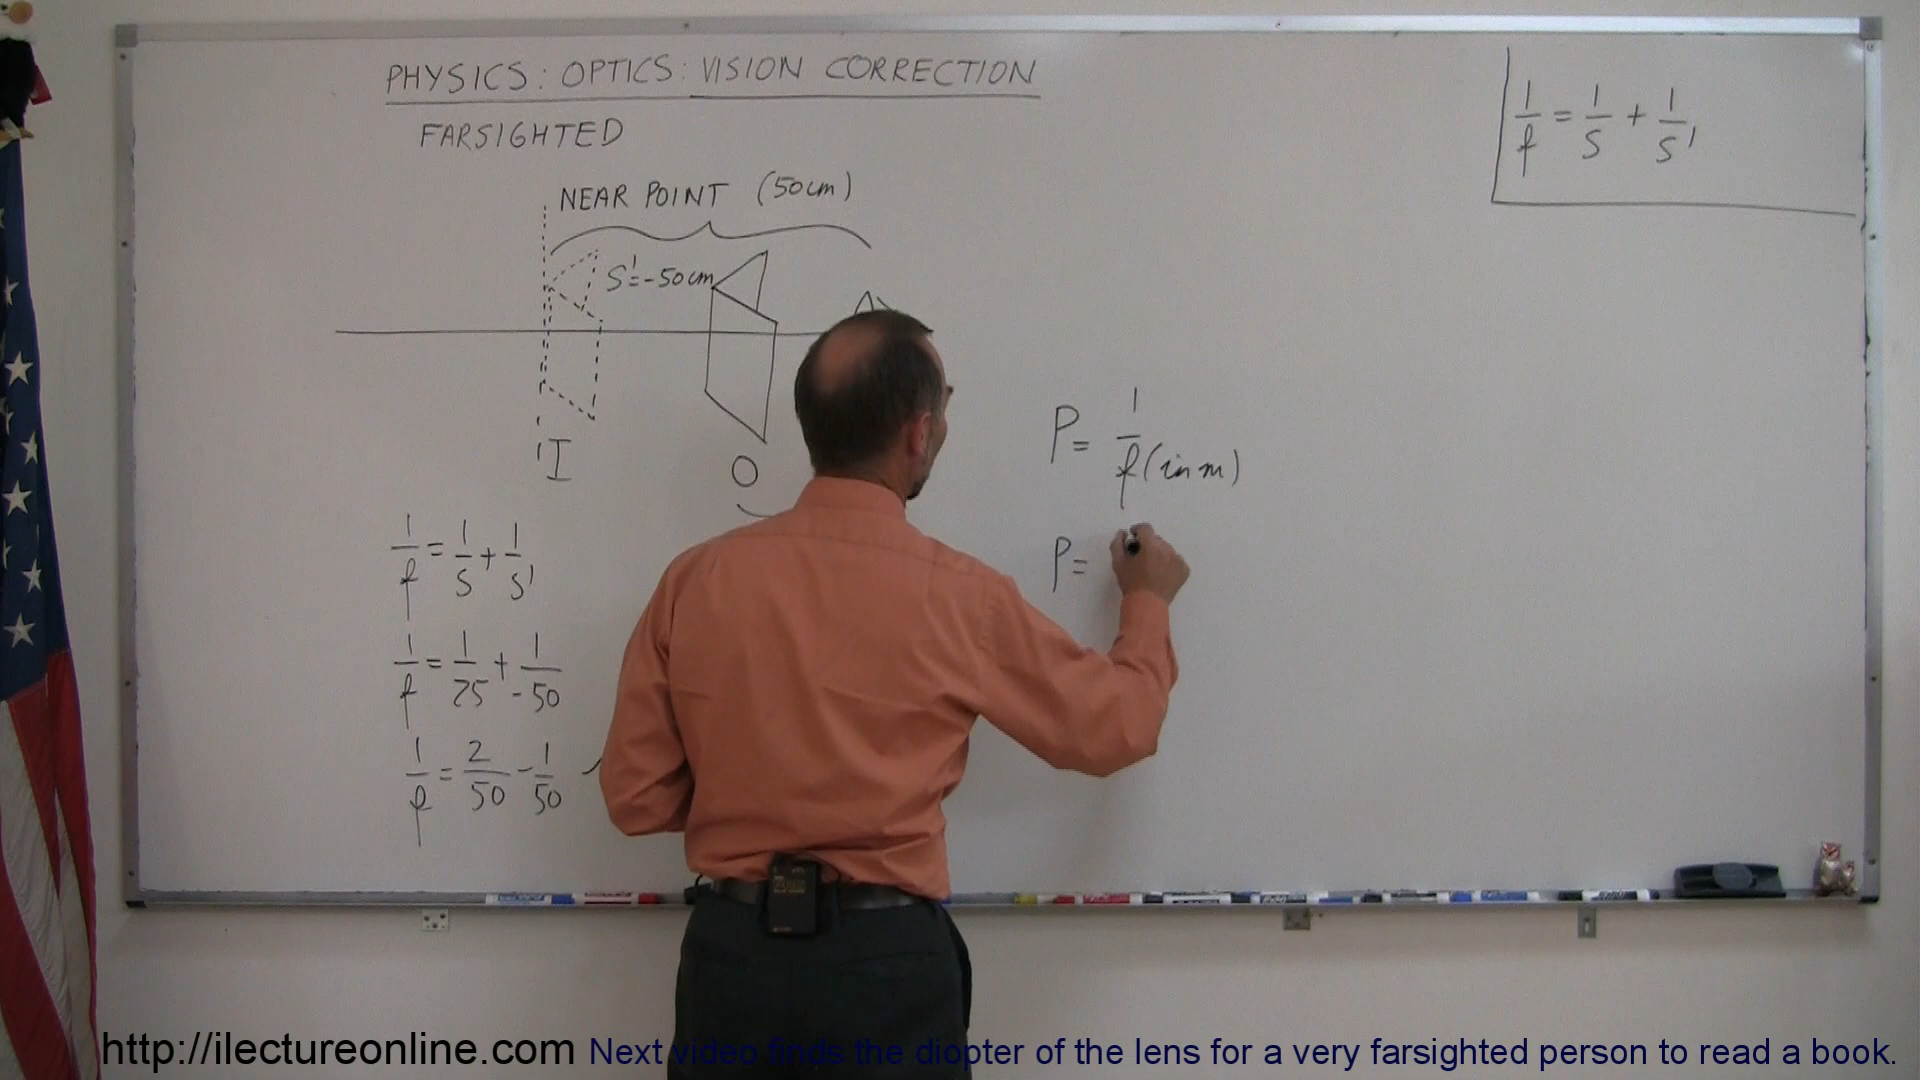 PHYSICS: OPTICS: VISION CORRECTION
FARSIGHTED
1/f = 1/S + 1/S'
NEAR POINT (50cm)
S' = -50cm
I
O
P = 1/f (in m)
P =
1/f = 1/S + 1/S'
1/f = 1/25 + 1/-50
1/f = 2/50 - 1/50
http://ilectureonline.com Next video finds the diopter of the lens for a very farsighted person to read a book.